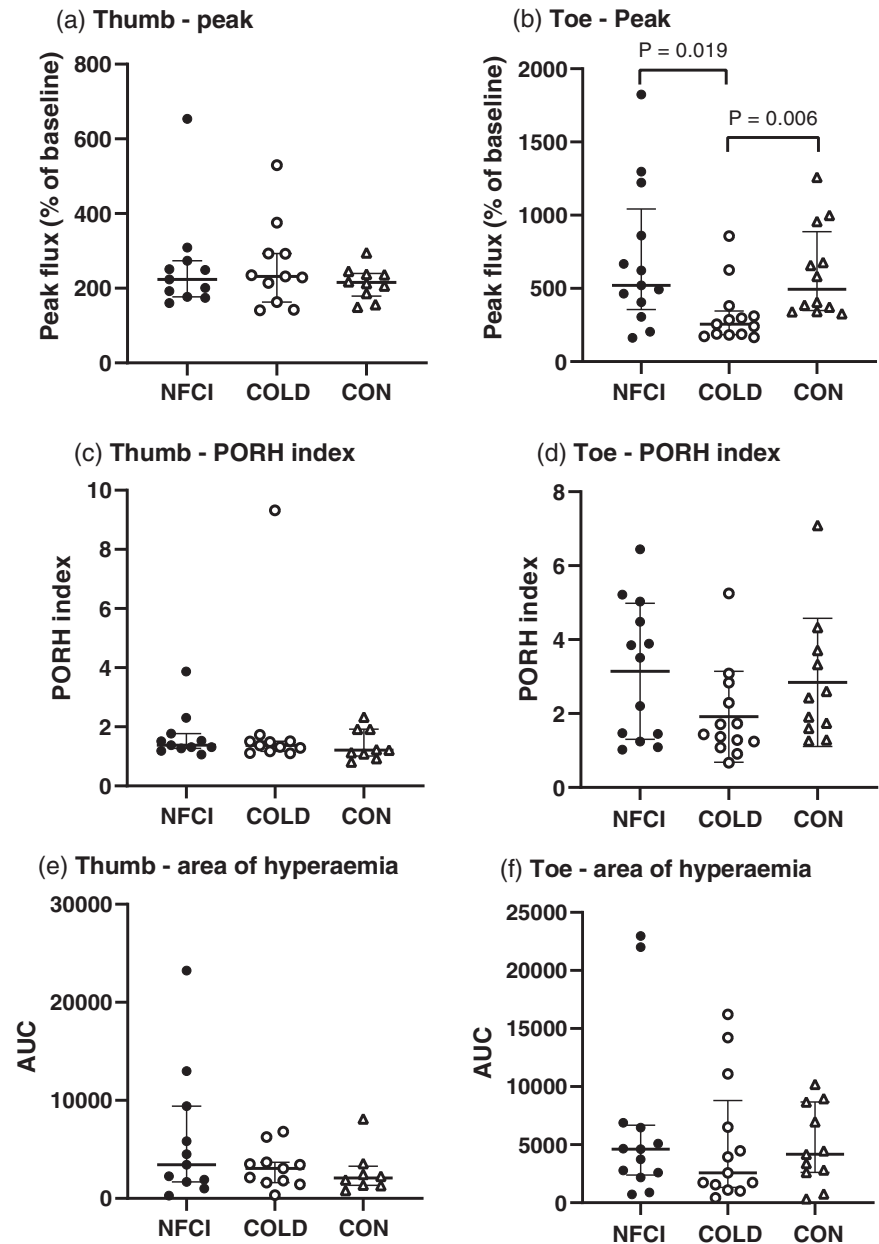 (a) Thumb - peak
Peak flux (% of baseline)
800
600
400
200
0
NFCI COLD CON
(b) Toe - Peak
P = 0.019
P = 0.006
Peak flux (% of baseline)
2000
1500
1000
500
0
NFCI COLD CON
(c) Thumb - PORH index
PORH index
10
8
6
4
2
0
NFCI COLD CON
(d) Toe - PORH index
PORH index
8
6
4
2
0
NFCI COLD CON
(e) Thumb - area of hyperaemia
AUC
30000
20000
10000
0
NFCI COLD CON
(f) Toe - area of hyperaemia
AUC
25000
20000
15000
10000
5000
0
NFCI COLD CON